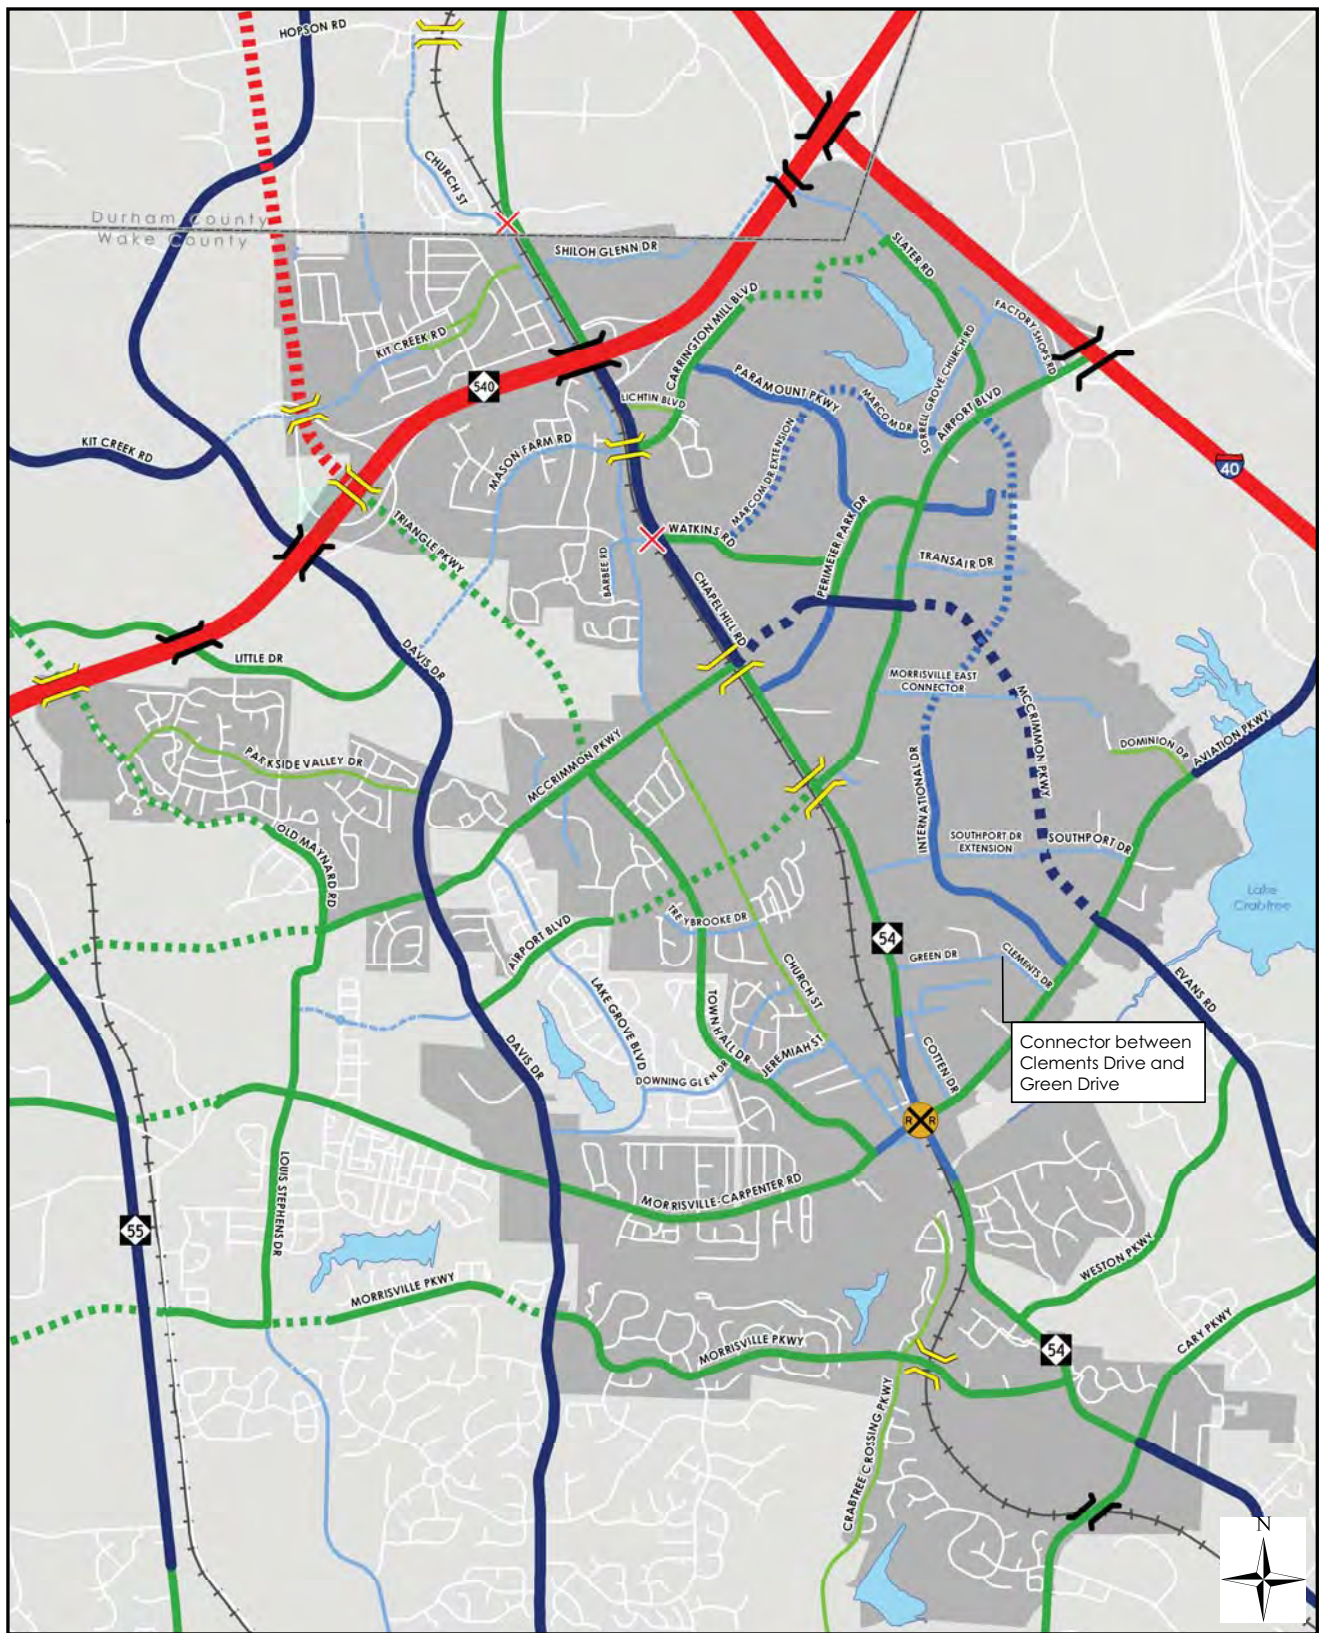 HOPSON RD
CHURCH ST
Durham County
Wake County
SHILOH GLENN DR
SLATER RD
CARRINGTON MILL BLVD
FACTORY SHOPS RD
KIT CREEK RD
540
PARAMOUNT PKWY
SORRELL GROVE CHURCH RD
LICHTIN BLVD
MARCOM DR
AIRPORT BLVD
KIT CREEK RD
MASON FARM RD
MARCOM DR EXTENSION
40
TRIANGLE PKWY
WATKINS RD
PERIMETER PARK DR
BARBEE RD
TRANSAIR DR
CHAPEL HILL RD
LITTLE DR
DAVIS DR
MORRISVILLE EAST
CONNECTOR
MCCRIMMON PKWY
AVIATION PKWY
DOMINION DR
PARKSIDE VALLEY DR
MCCRIMMON PKWY
INTERNATIONAL DR
OLD MAYNARD RD
SOUTHPORT DR
EXTENSION
SOUTHPORT DR
Lake
Crabtree
TREYBROOKE DR
AIRPORT BLVD
54
GREEN DR
CLEMENTS DR
CHURCH ST
LAKE GROVE BLVD
TOWN HALL DR
EVANS RD
Connector between
Clements Drive and
Green Drive
DAVIS DR
JEREMIAH ST
COTTEN DR
DOWNING GLEN DR
R R
LOUIS STEPHENS DR
MORRISVILLE-CARPENTER RD
55
WESTON PKWY
MORRISVILLE PKWY
MORRISVILLE PKWY
54
CARY PKWY
CRABTREE CROSSING PKWY
N